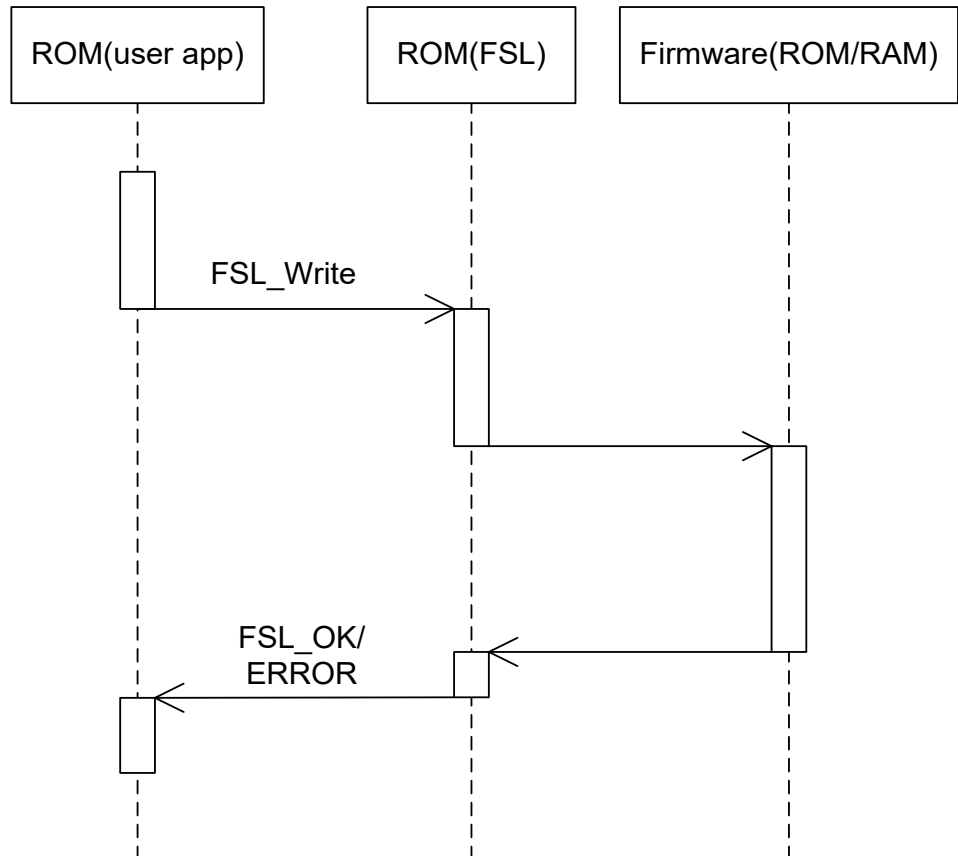 ROM(user app)
ROM(FSL)
Firmware(ROM/RAM)
FSL_Write
FSL_OK/
ERROR